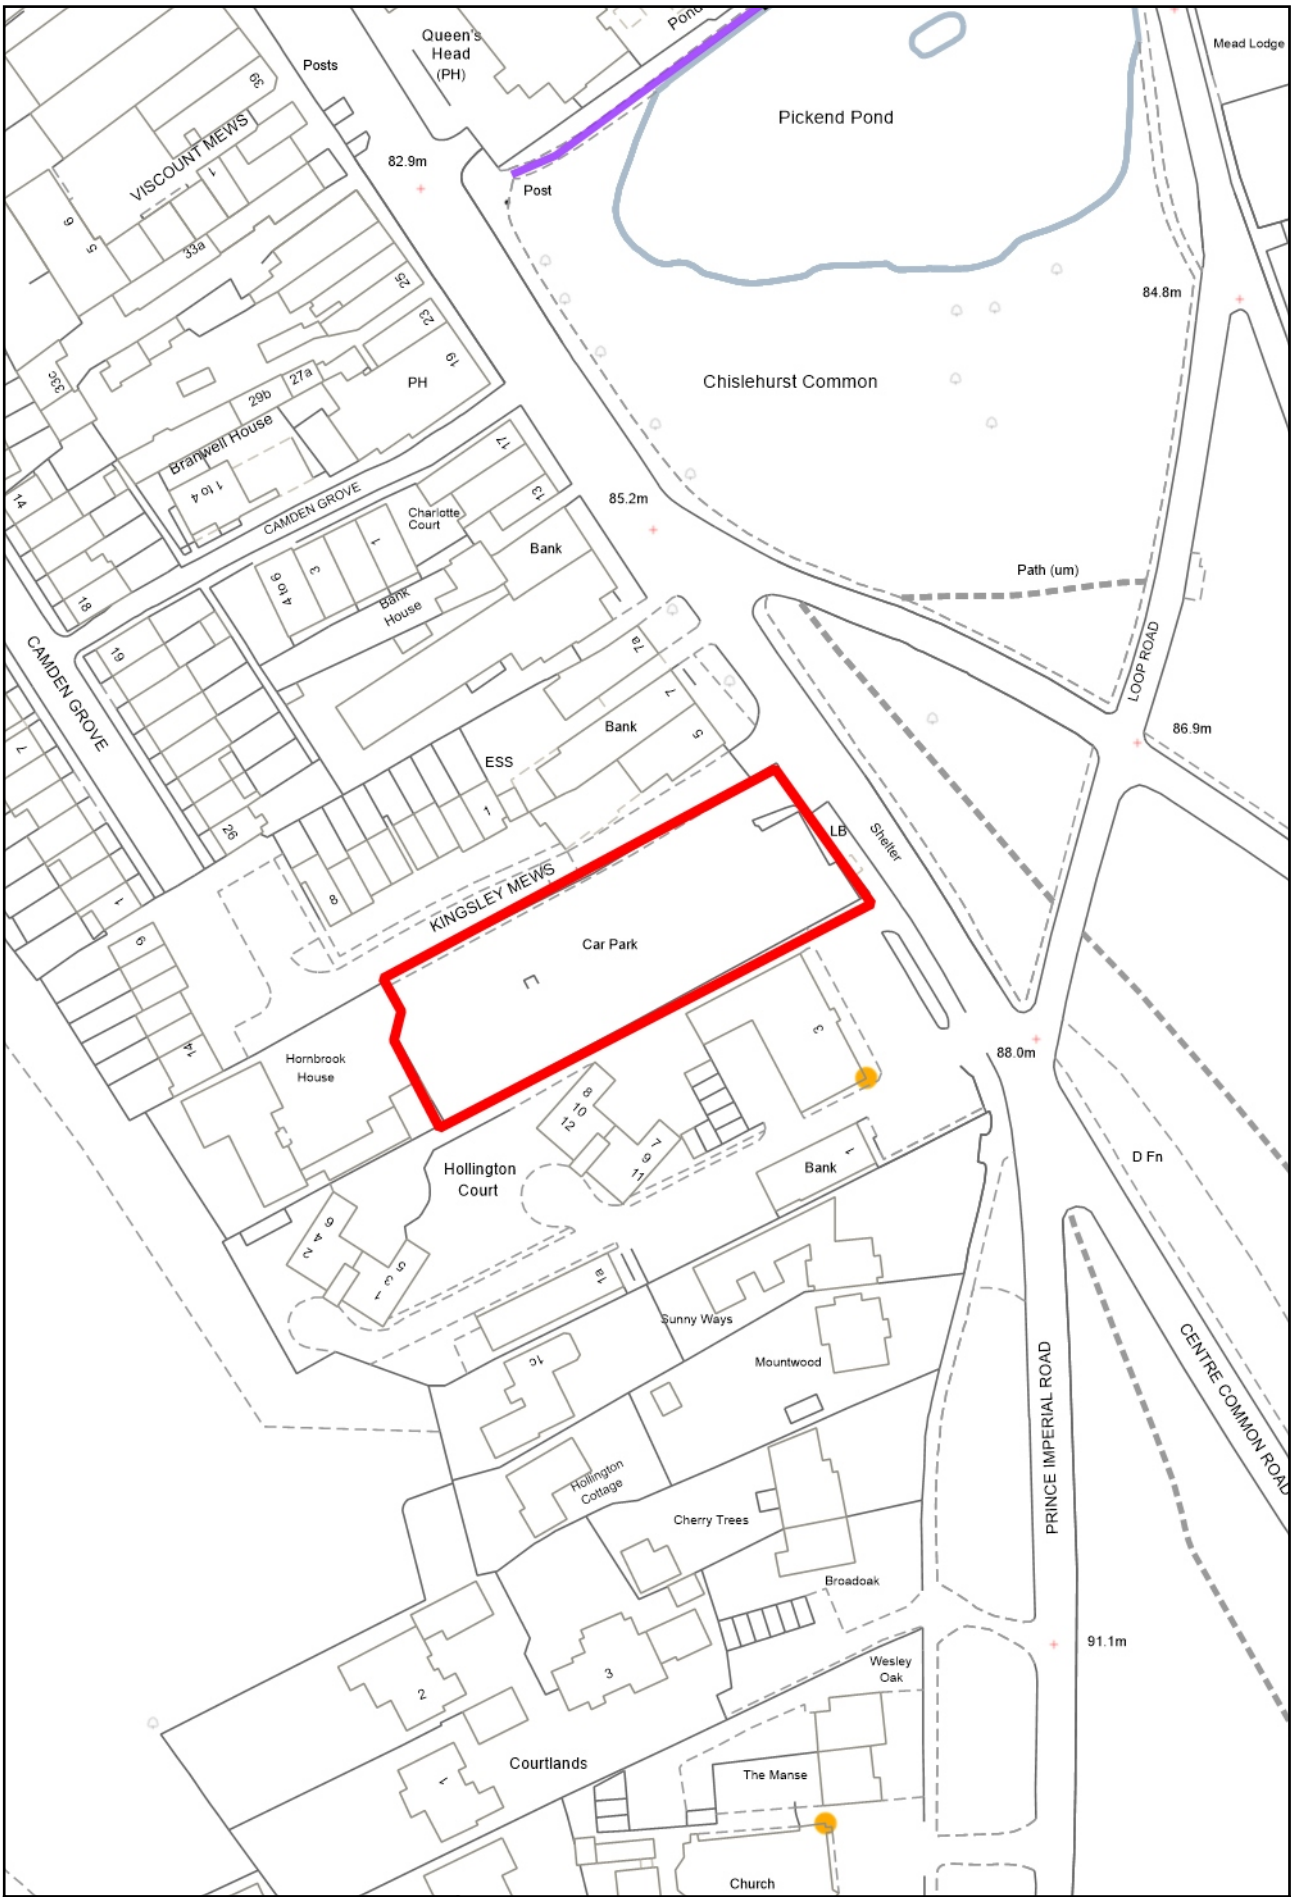 Queen's
Head
(PH)
Pond
Mead Lodge
Posts
39
VISCOUNT MEWS
1
Pickend Pond
82.9m
Post
6
5
33a
25
84.8m
23
19
PH
Chislehurst Common
33c
27a
29b
Branwell House
1 to 4
17
14
CAMDEN GROVE
13
85.2m
Charlotte
Court
1
3
4 to 6
Bank
Path (um)
Bank
House
18
CAMDEN GROVE
19
7a
LOOP ROAD
7
7
Bank
5
86.9m
ESS
1
26
LB
Shelter
8
KINGSLEY MEWS
1
9
Car Park
14
3
88.0m
Hornbrook
House
8
10
12
7
9
11
D Fn
Hollington
Court
Bank
1
6
4
2
5
3
1
1a
Sunny Ways
Mountwood
1c
PRINCE IMPERIAL ROAD
CENTRE COMMON ROAD
Hollington
Cottage
Cherry Trees
Broadoak
91.1m
Wesley
Oak
3
2
Courtlands
The Manse
1
Church